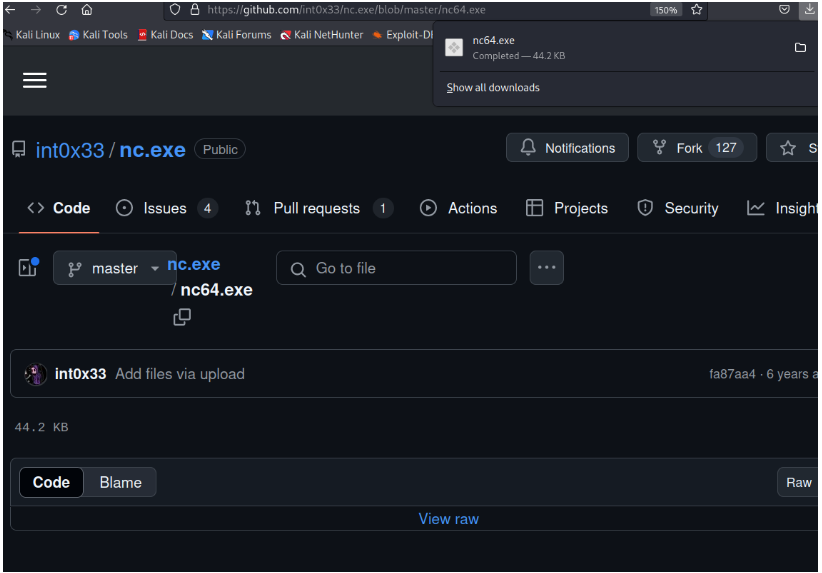 https://github.com/int0x33/nc.exe/blob/master/nc64.exe 150%
Kali Linux Kali Tools Kali Docs Kali Forums Kali NetHunter Exploit-DB
nc64.exe
Completed — 44.2 KB
Show all downloads
int0x33 / nc.exe Public Notifications Fork 127
<> Code Issues 4 Pull requests 1 Actions Projects Security Insight
master nc.exe Go to file ...
/ nc64.exe
int0x33 Add files via upload fa87aa4 · 6 years a
44.2 KB
Code Blame Raw
View raw